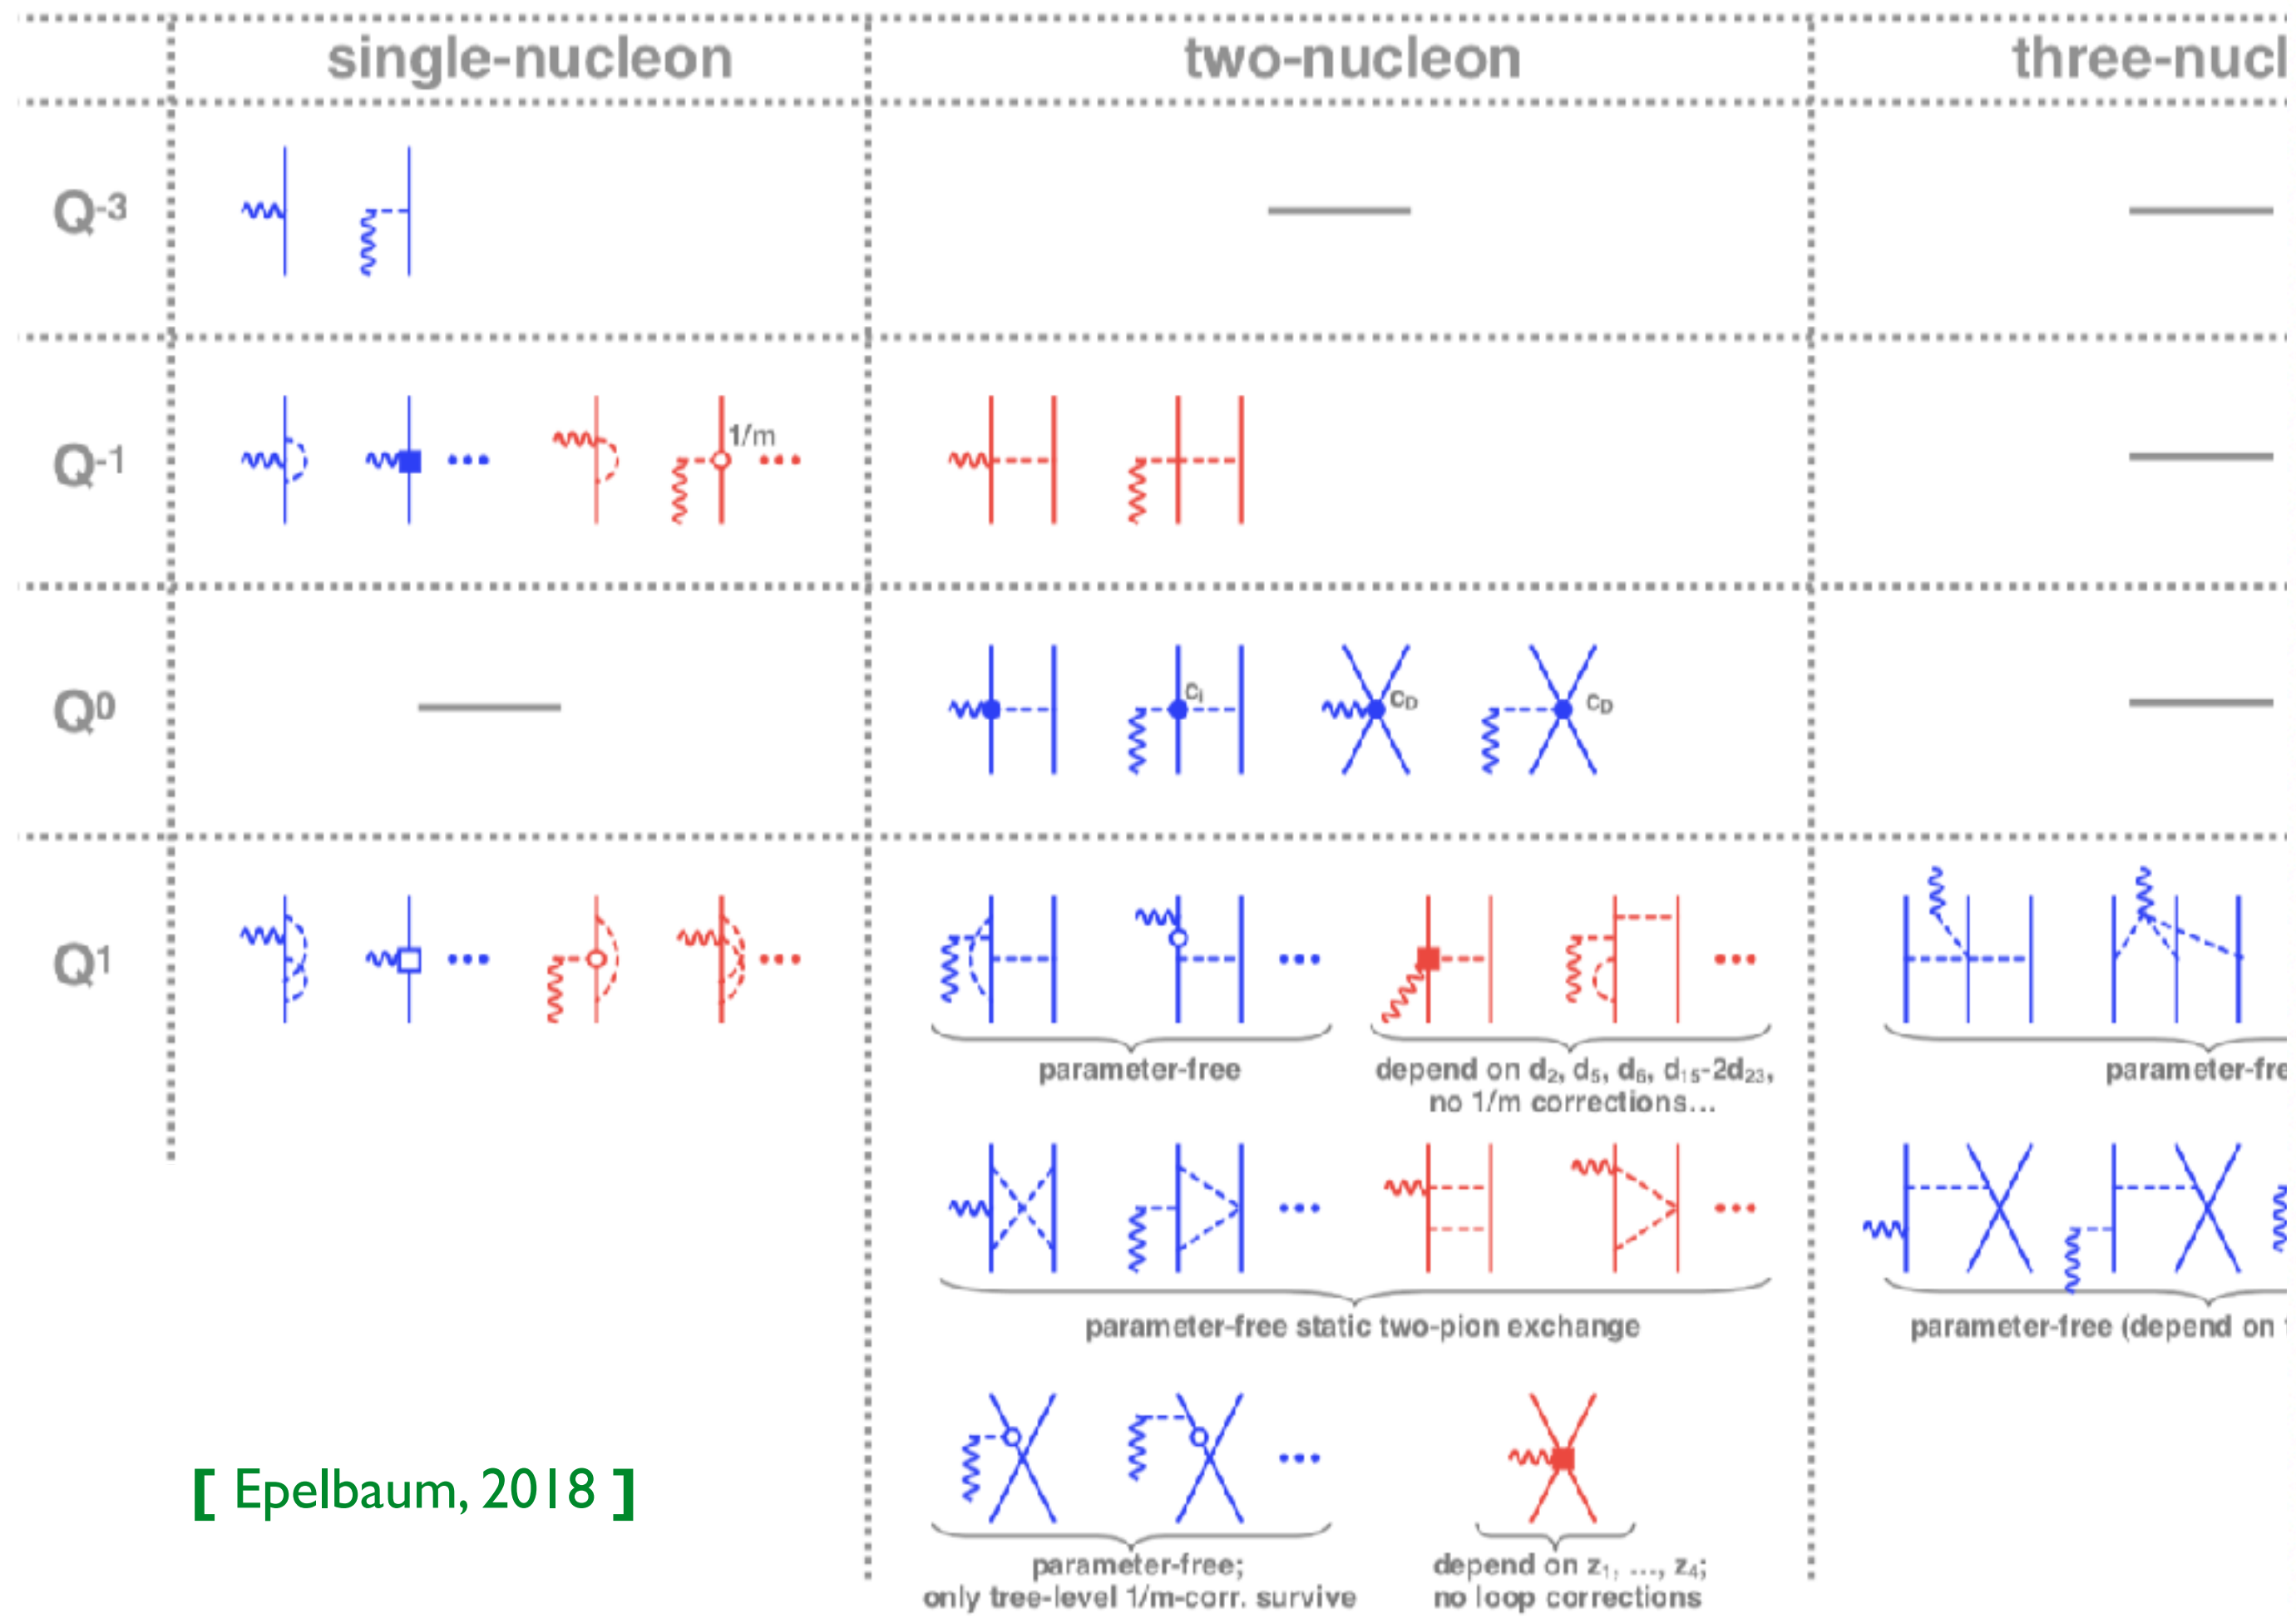 single-nucleon two-nucleon three-nucl
Q-3
Q-1 1/m
Q0 ci cD cD
Q1
parameter-free depend on d2, d5, d6, d15-2d23, parameter-fre
no 1/m corrections...
parameter-free static two-pion exchange parameter-free (depend on
[ Epelbaum, 2018 ]
parameter-free; depend on z1, ..., z4;
only tree-level 1/m-corr. survive no loop corrections